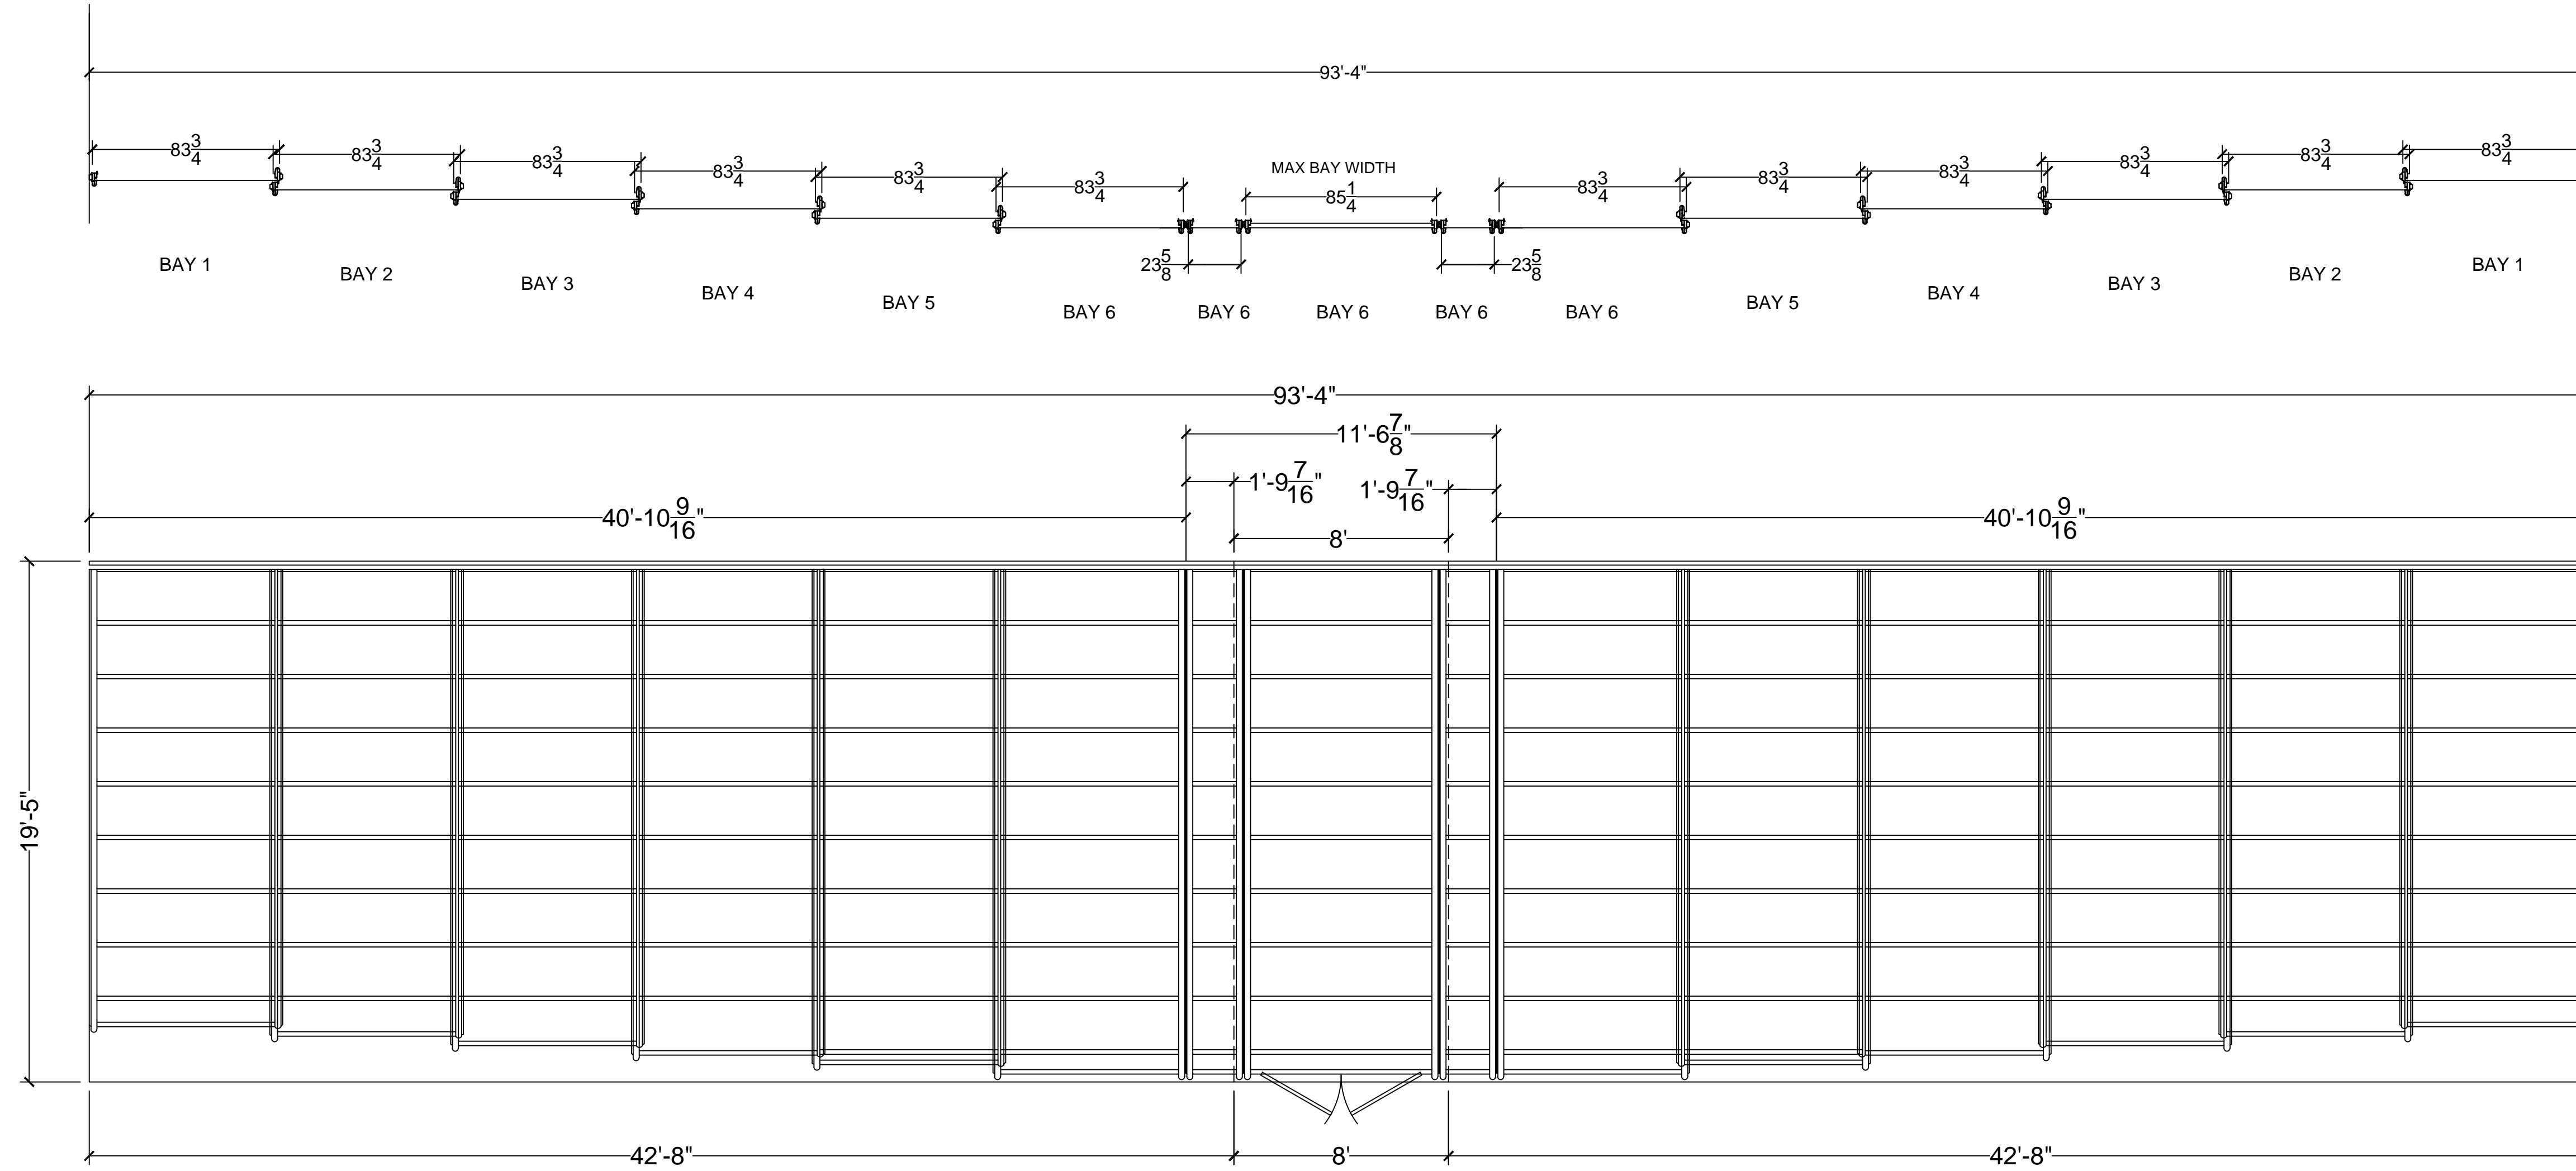 93'-4"
83 3/4 83 3/4 83 3/4 83 3/4 83 3/4 83 3/4 MAX BAY WIDTH 85 1/4 83 3/4 83 3/4 83 3/4 83 3/4 83 3/4 83 3/4
23 5/8 23 5/8
BAY 1 BAY 2 BAY 3 BAY 4 BAY 5 BAY 6 BAY 6 BAY 6 BAY 6 BAY 6 BAY 5 BAY 4 BAY 3 BAY 2 BAY 1
93'-4"
11'-6 7/8"
1'-9 7/16" 1'-9 7/16"
40'-10 9/16" 40'-10 9/16"
8'
19'-5"
42'-8" 8' 42'-8"